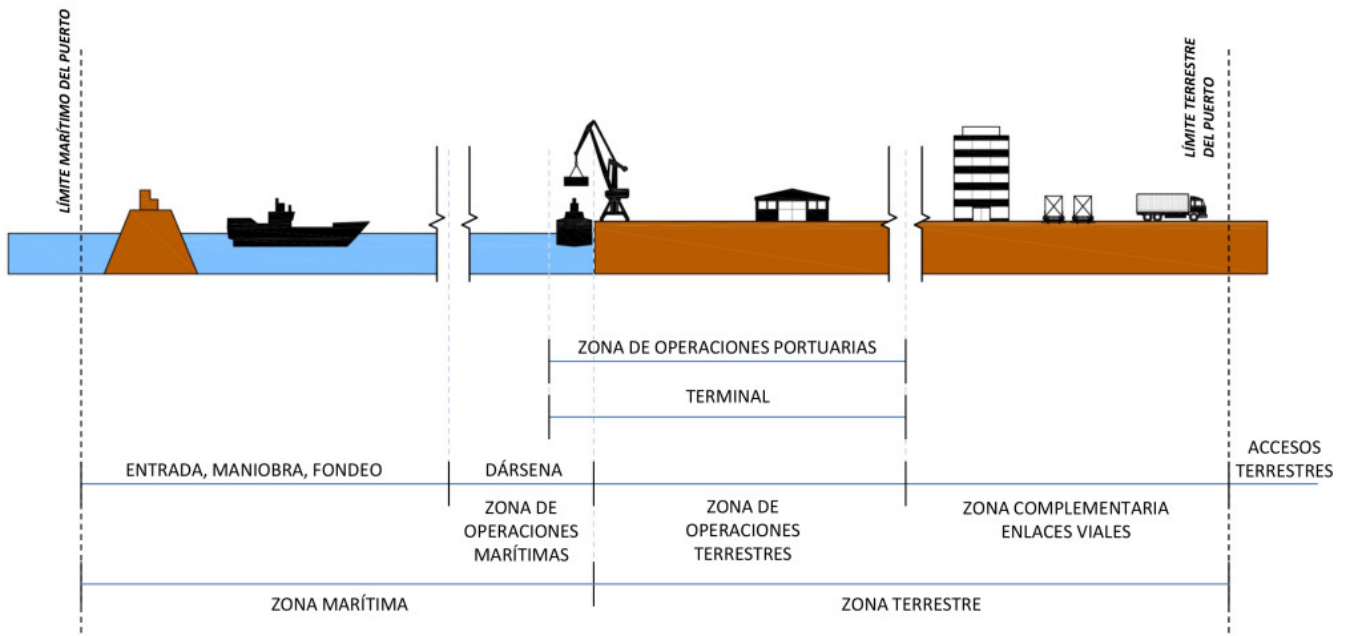 LÍMITE MARÍTIMO DEL PUERTO
LÍMITE TERRESTRE
DEL PUERTO
ZONA DE OPERACIONES PORTUARIAS
TERMINAL
ENTRADA, MANIOBRA, FONDEO
DÁRSENA
ACCESOS
TERRESTRES
ZONA DE
OPERACIONES
MARÍTIMAS
ZONA DE
OPERACIONES
TERRESTRES
ZONA COMPLEMENTARIA
ENLACES VIALES
ZONA MARÍTIMA
ZONA TERRESTRE